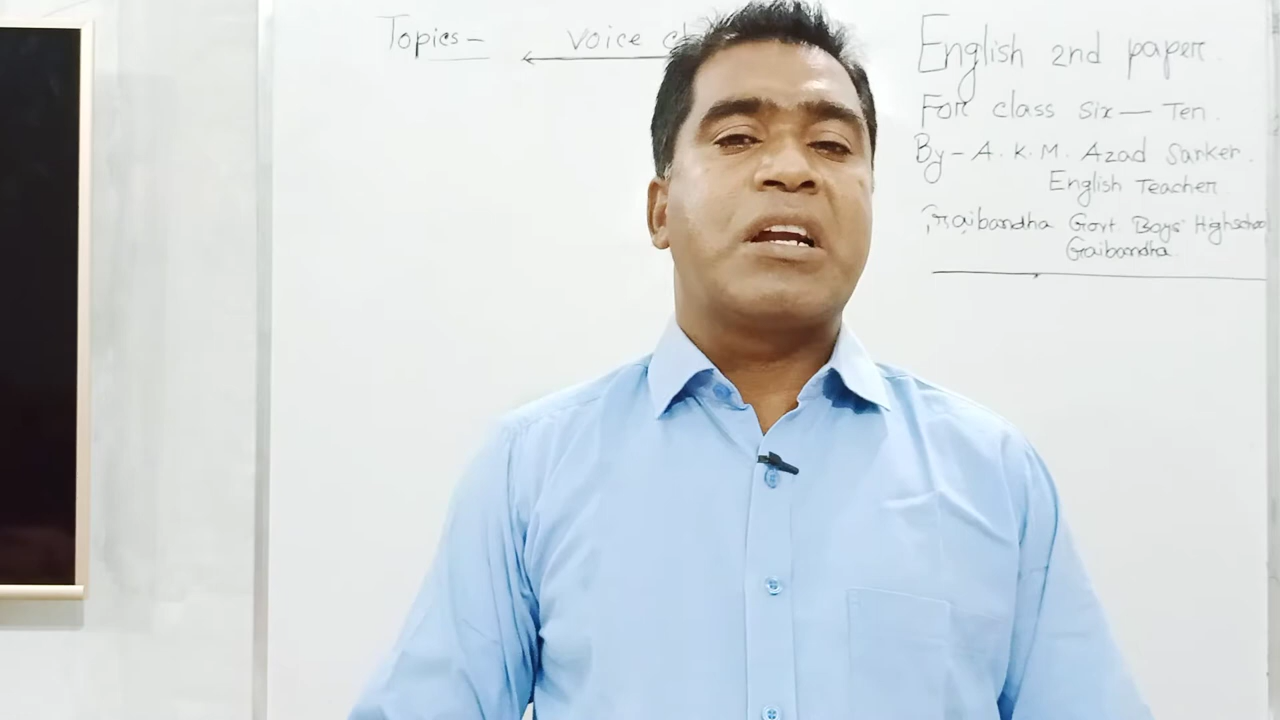 Topics - Voice ch
English 2nd paper.
For class six — Ten.
By - A. K. M. Azad Sarker.
English Teacher
Gaibandha Govt Boys' Highschool
Gaibandha.